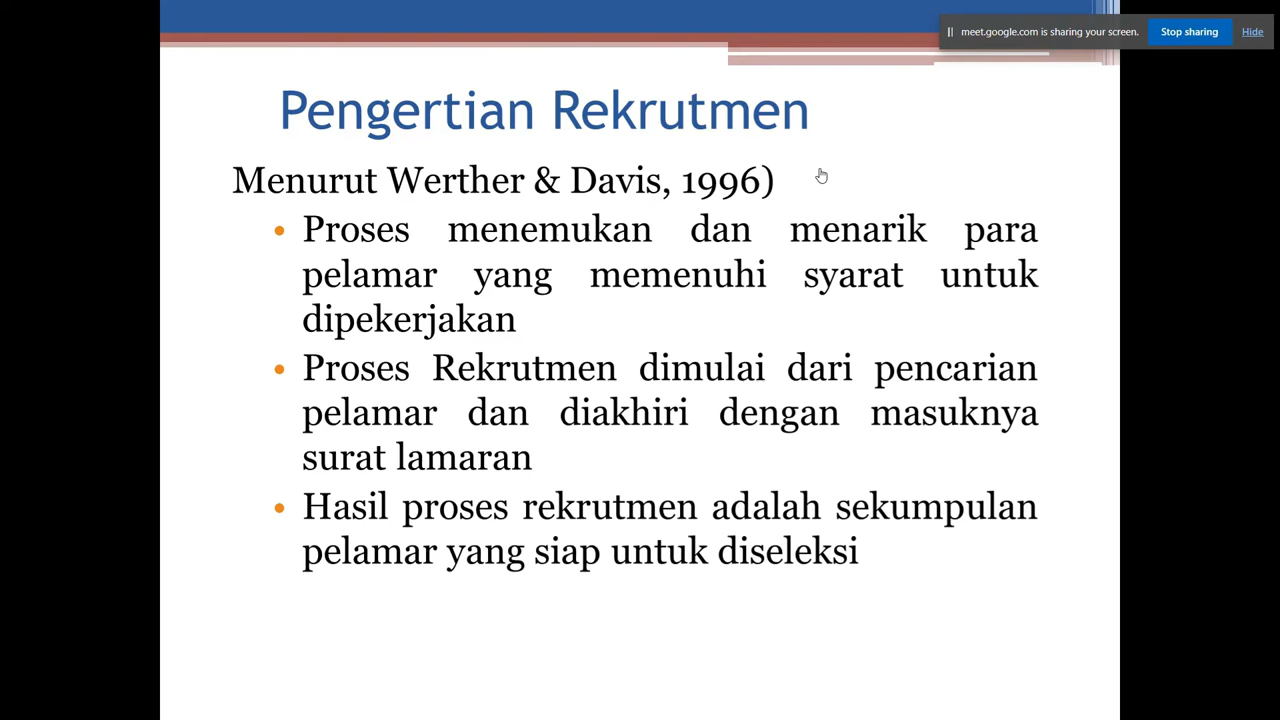 || meet.google.com is sharing your screen. Stop sharing Hide
Pengertian Rekrutmen
Menurut Werther & Davis, 1996)
• Proses menemukan dan menarik para
pelamar yang memenuhi syarat untuk
dipekerjakan
• Proses Rekrutmen dimulai dari pencarian
pelamar dan diakhiri dengan masuknya
surat lamaran
• Hasil proses rekrutmen adalah sekumpulan
pelamar yang siap untuk diseleksi